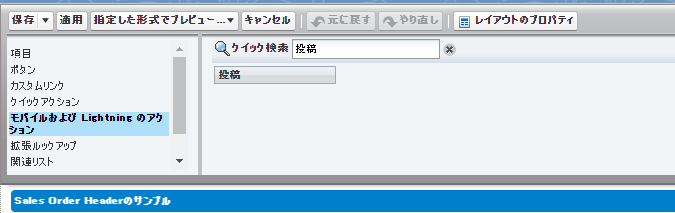 保存 ▼ 適用 指定した形式でプレビュー...▼ キャンセル 元に戻す やり直し レイアウトのプロパティ
クイック検索 投稿
項目
ボタン
カスタムリンク
クイックアクション
モバイルおよび Lightning のアク
ション
拡張ルックアップ
関連リスト
投稿
Sales Order Headerのサンプル